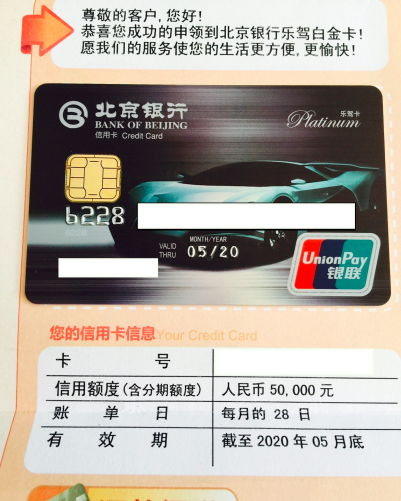 尊敬的客户,您好!
恭喜您成功的申领到北京银行乐驾白金卡!
愿我们的服务使您的生活更方便,更愉快!
北京银行
BANK OF BEIJING
信用卡 Credit Card
乐驾卡
Platinum
6228
VALID THRU
MONTH/YEAR
05/20
UnionPay
银联
您的信用卡信息Your Credit Card
卡号
信用额度(含分期额度) 人民币 50,000 元
账单日 每月的 28 日
有效期 截至 2020 年 05 月底